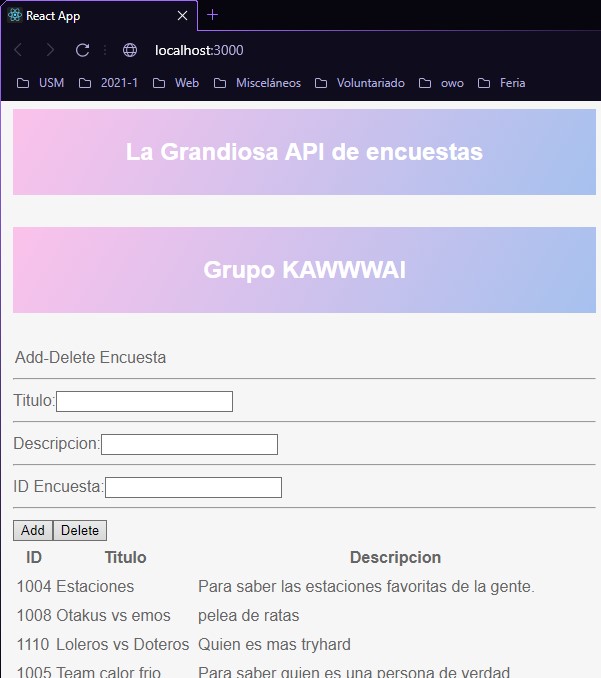 React App
localhost:3000
USM 2021-1 Web Misceláneos Voluntariado owo Feria
La Grandiosa API de encuestas
Grupo KAWWWAI
Add-Delete Encuesta
Titulo:
Descripcion:
ID Encuesta:
Add Delete
ID Titulo Descripcion
1004 Estaciones Para saber las estaciones favoritas de la gente.
1008 Otakus vs emos pelea de ratas
1110 Loleros vs Doteros Quien es mas tryhard
1005 Team calor frio Para saber quien es una persona de verdad